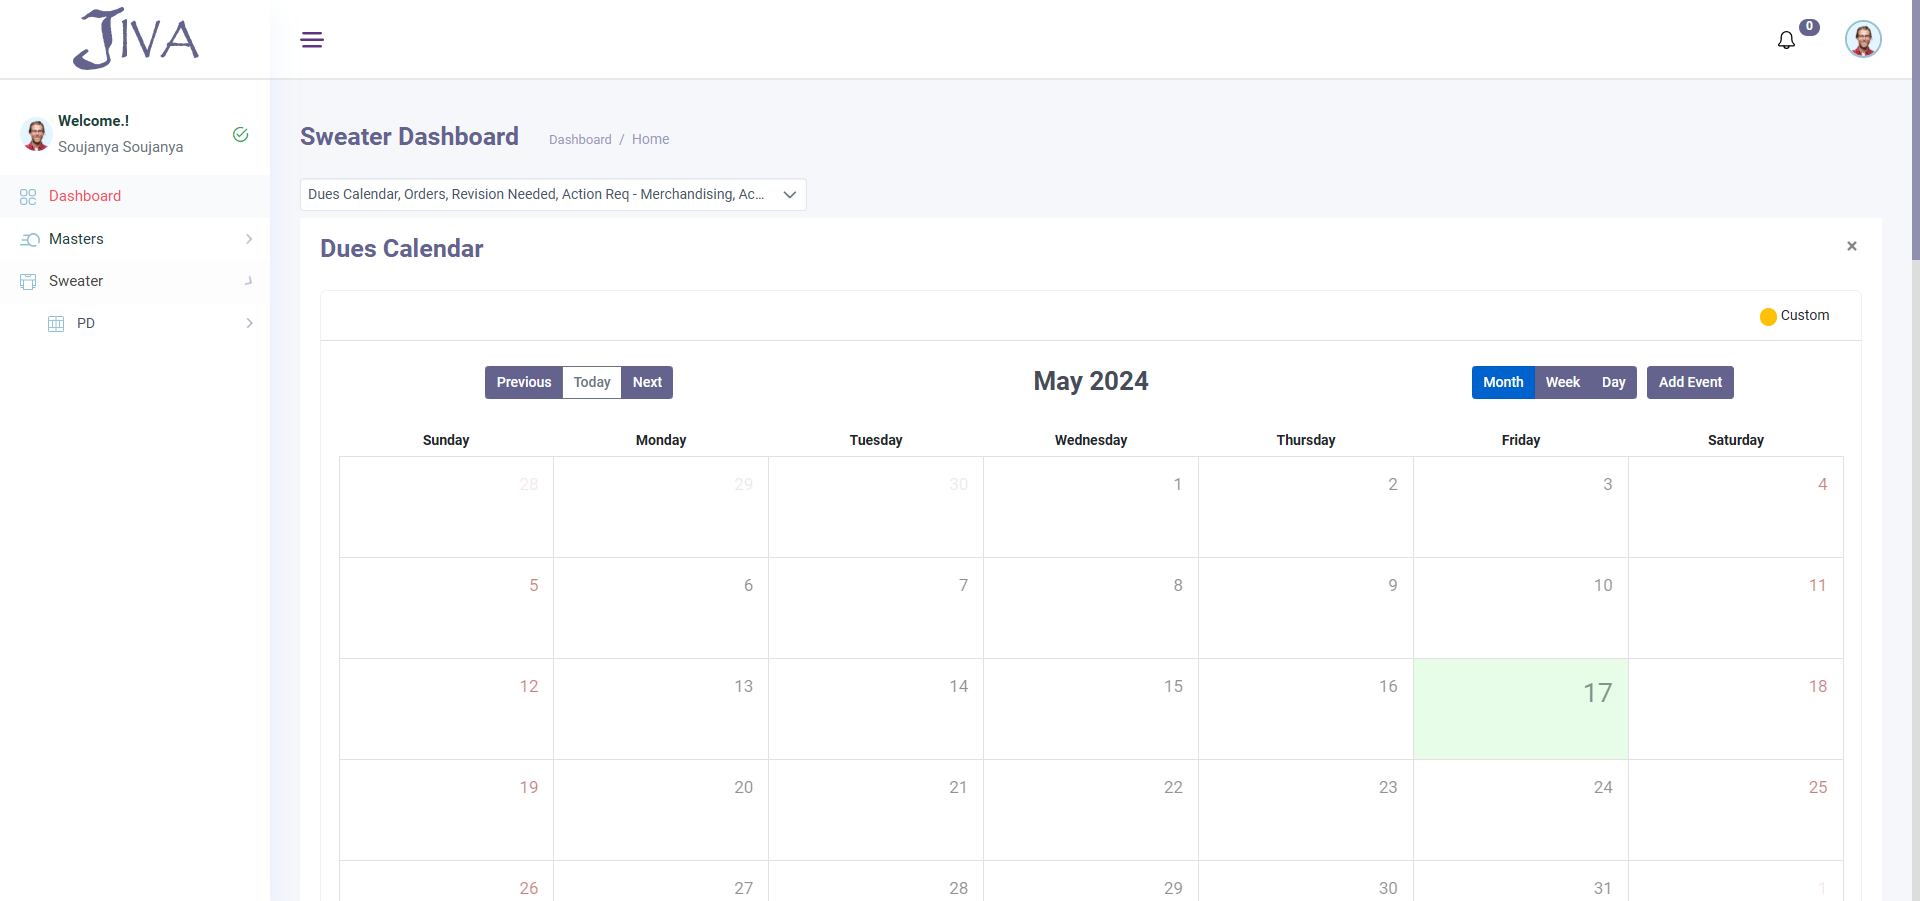 JIVA
0
Welcome.!
Soujanya Soujanya
Dashboard
Masters
Sweater
PD
Sweater Dashboard
Dashboard / Home
Dues Calendar, Orders, Revision Needed, Action Req - Merchandising, Ac...
Dues Calendar
×
Custom
Previous Today Next
May 2024
Month Week Day Add Event
Sunday Monday Tuesday Wednesday Thursday Friday Saturday
28 29 30 1 2 3 4
5 6 7 8 9 10 11
12 13 14 15 16 17 18
19 20 21 22 23 24 25
26 27 28 29 30 31 1